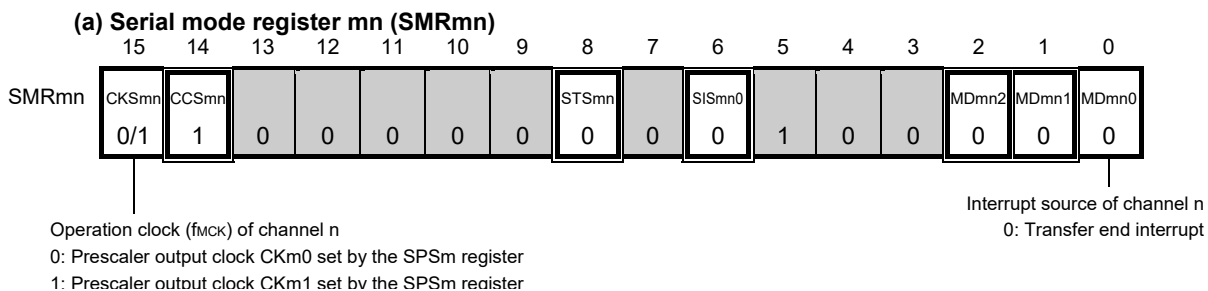 (a) Serial mode register mn (SMRmn)
15 14 13 12 11 10 9 8 7 6 5 4 3 2 1 0
SMRmn CKSmn CCSmn STSmn SISmn0 MDmn2 MDmn1 MDmn0
0/1 1 0 0 0 0 0 0 0 0 1 0 0 0 0 0
Interrupt source of channel n
0: Transfer end interrupt
Operation clock (fMCK) of channel n
0: Prescaler output clock CKm0 set by the SPSm register
1: Prescaler output clock CKm1 set by the SPSm register